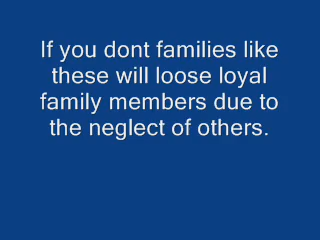 If you dont families like
these will loose loyal
family members due to
the neglect of others.